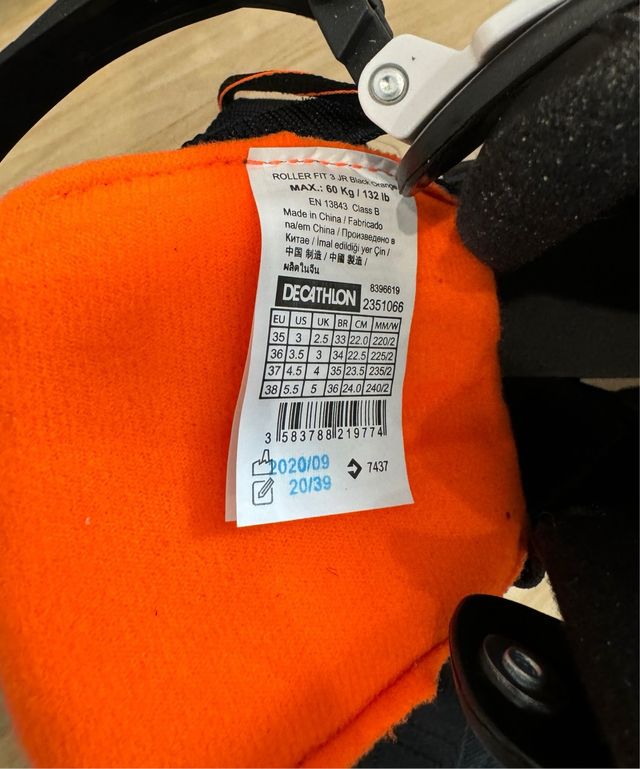 ROLLER FIT 3 JR Black Orange
MAX.: 60 Kg / 132 lb
EN 13843 Class B
Made in China / Fabricado
na/em China / Произведено в
Китае / İmal edildiği yer Çin /
中国 制造 / 中國 製造 /
ผลิตในจีน
8396619
DECATHLON 2351066
EU US UK BR CM MM/W
35 3 2.5 33 22.0 220/2
36 3.5 3 34 22.5 225/2
37 4.5 4 35 23.5 235/2
38 5.5 5 36 24.0 240/2
3 583788 219774
2020/09 7437
20/39